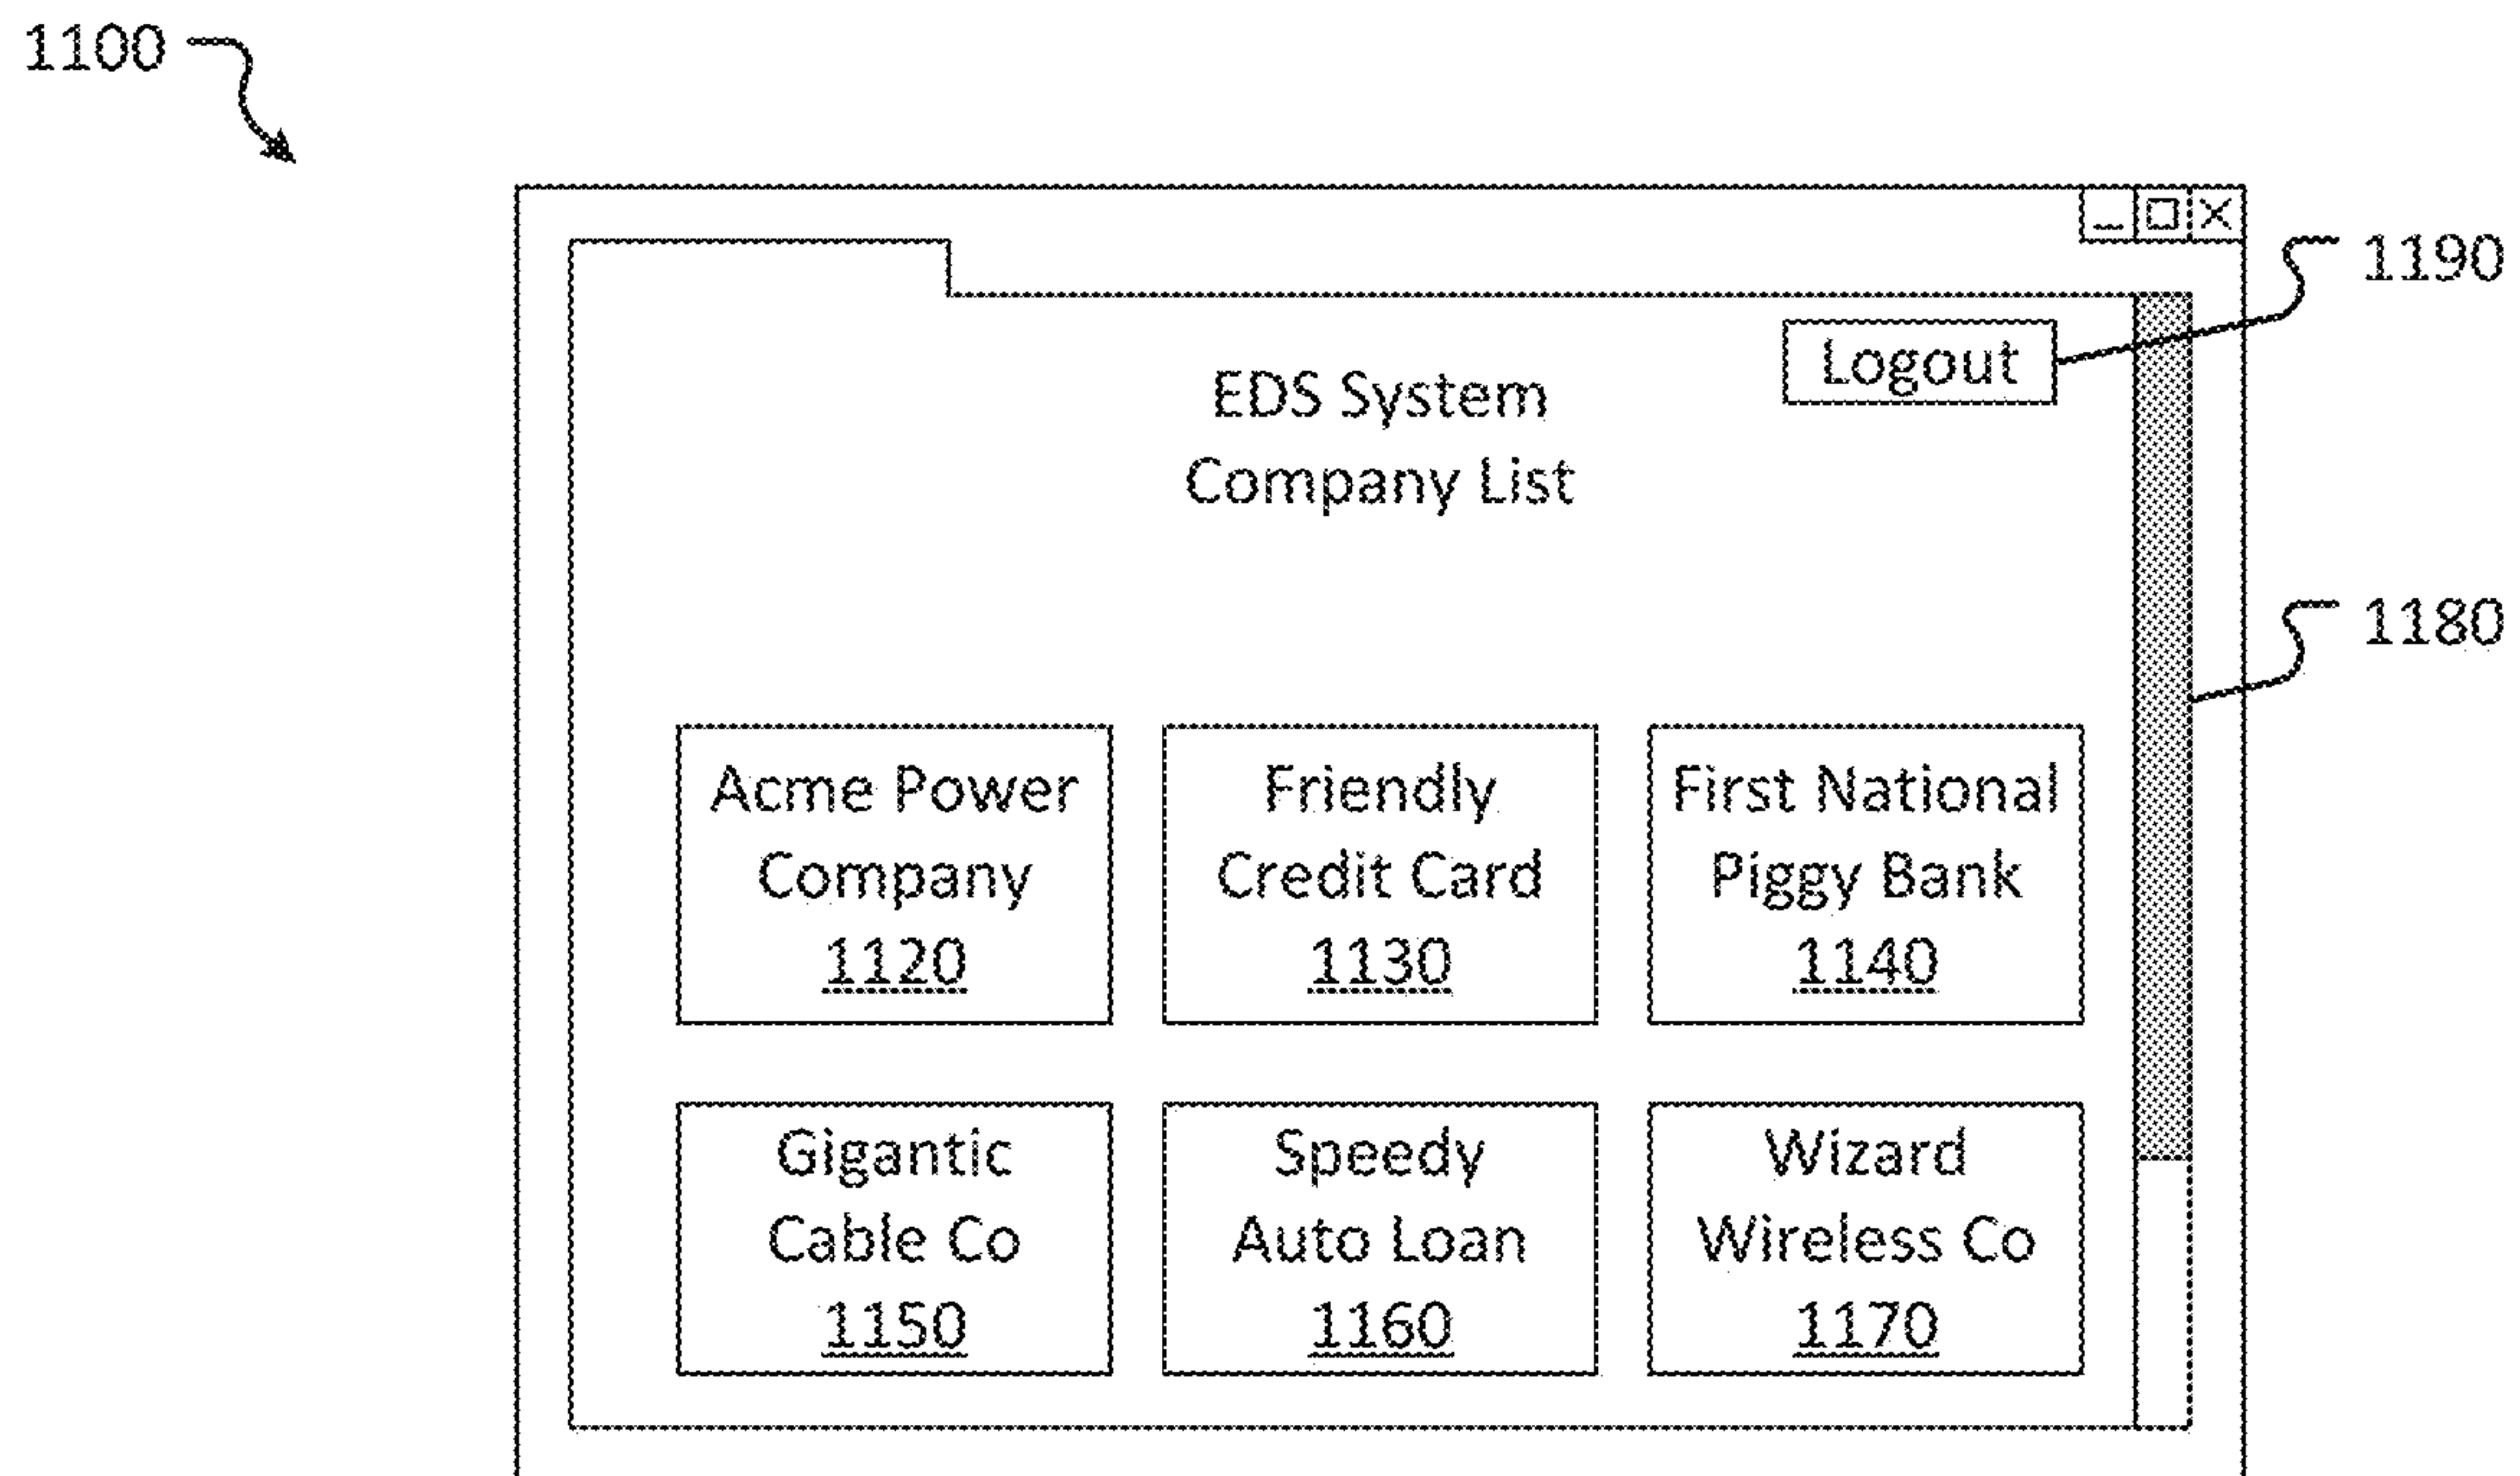 1100
1190
Logout
EDS System
Company List
1180
Acme Power
Company
1120
Friendly
Credit Card
1130
First National
Piggy Bank
1140
Gigantic
Cable Co
1150
Speedy
Auto Loan
1160
Wizard
Wireless Co
1170